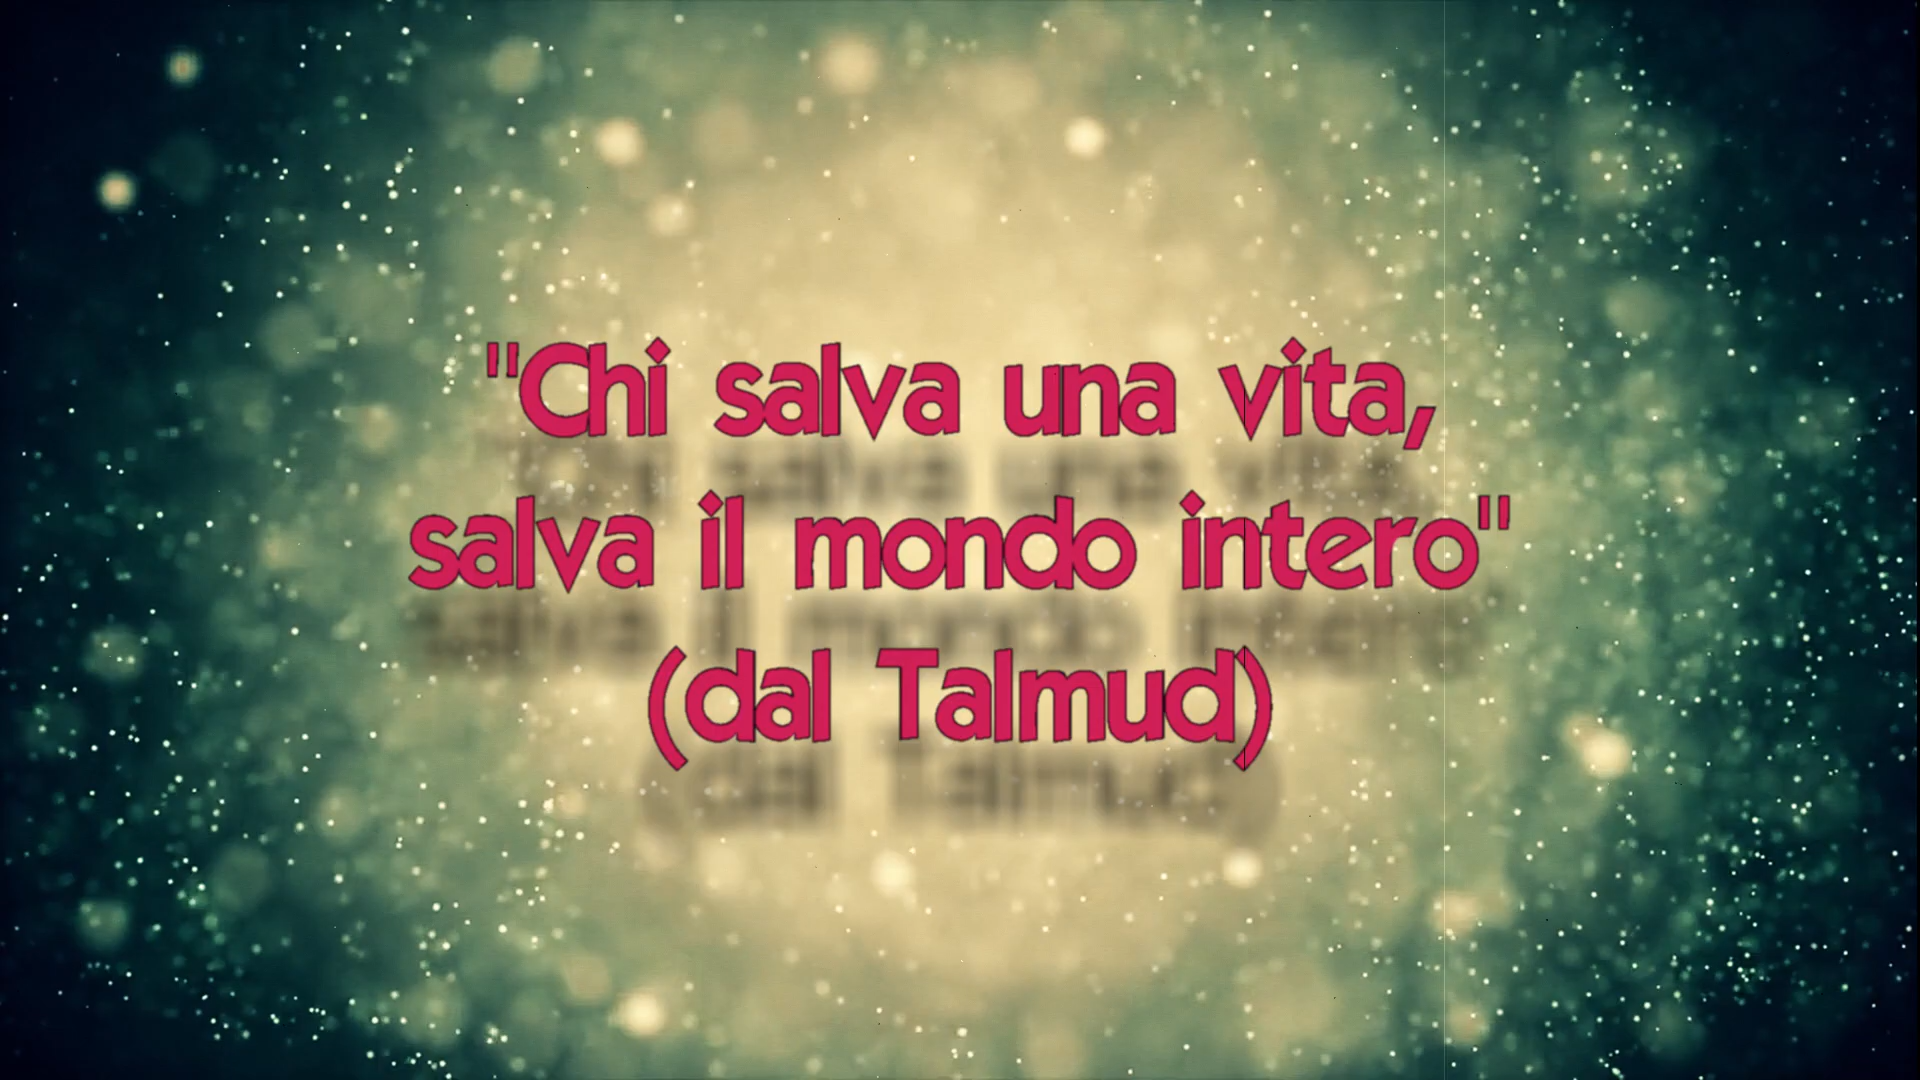 "Chi salva una vita,
salva il mondo intero"
(dal Talmud)